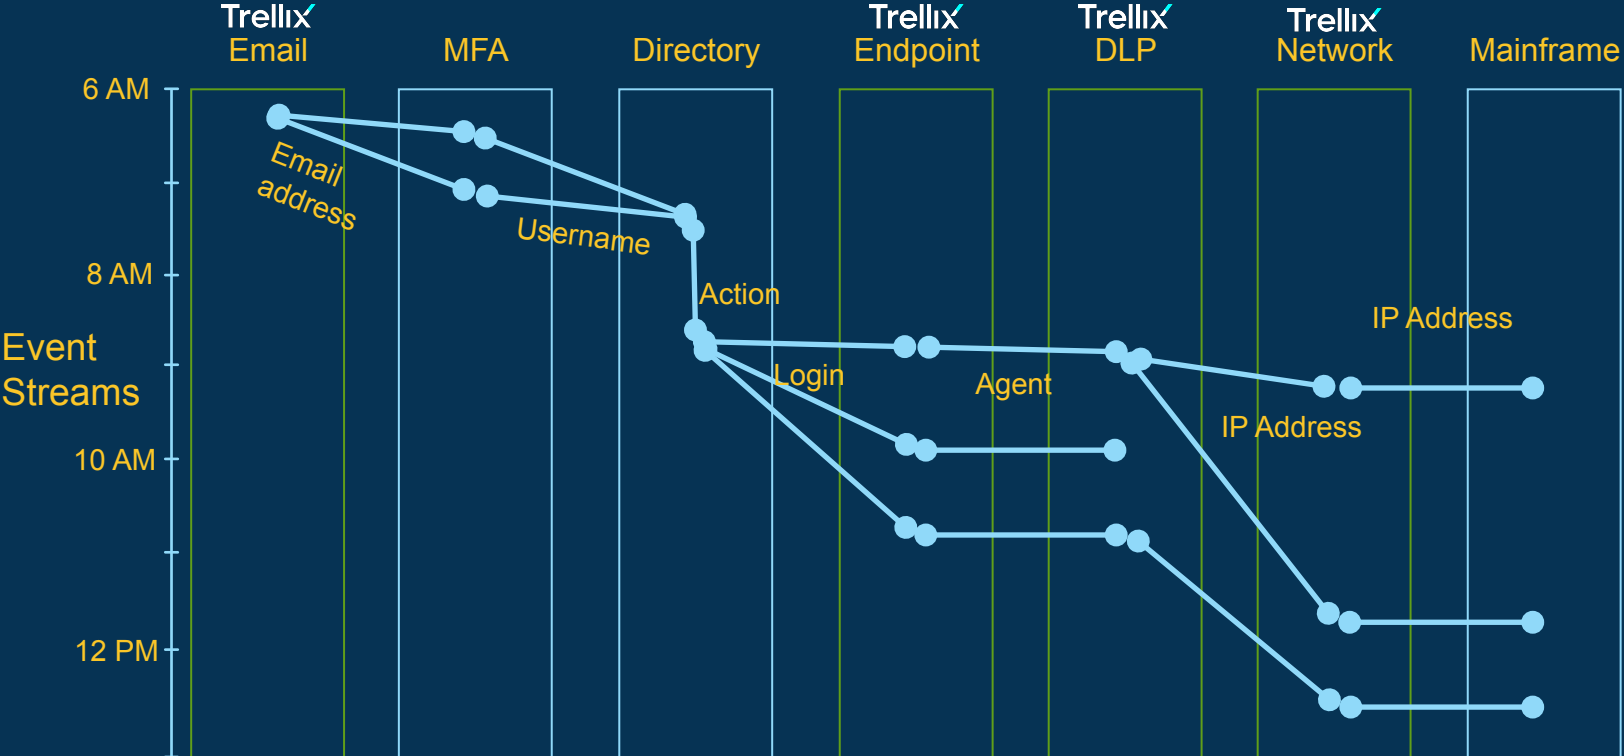 Trellix Trellix Trellix Trellix
Email MFA Directory Endpoint DLP Network Mainframe
6 AM
Email
address
Username
8 AM
Action
IP Address
Event
Streams
Login
Agent
IP Address
10 AM
12 PM